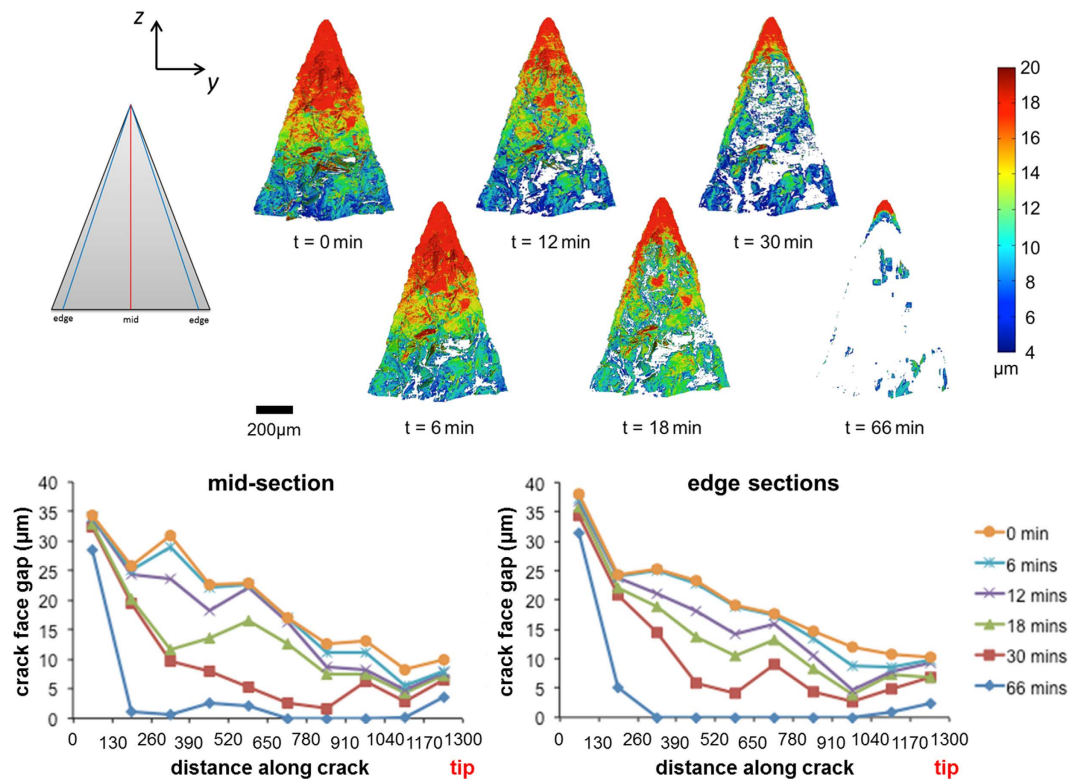 z
y
edge
mid
edge
t = 0 min
t = 12 min
t = 30 min
t = 6 min
t = 18 min
t = 66 min
200µm
20
18
16
14
12
10
8
6
4
µm
mid-section
crack face gap (µm)
40
35
30
25
20
15
10
5
0
0 130 260 390 520 650 780 910 1040 1170 1300
distance along crack tip
edge sections
crack face gap (µm)
40
35
30
25
20
15
10
5
0
0 130 260 390 520 650 780 910 1040 1170 1300
distance along crack tip
0 min
6 mins
12 mins
18 mins
30 mins
66 mins